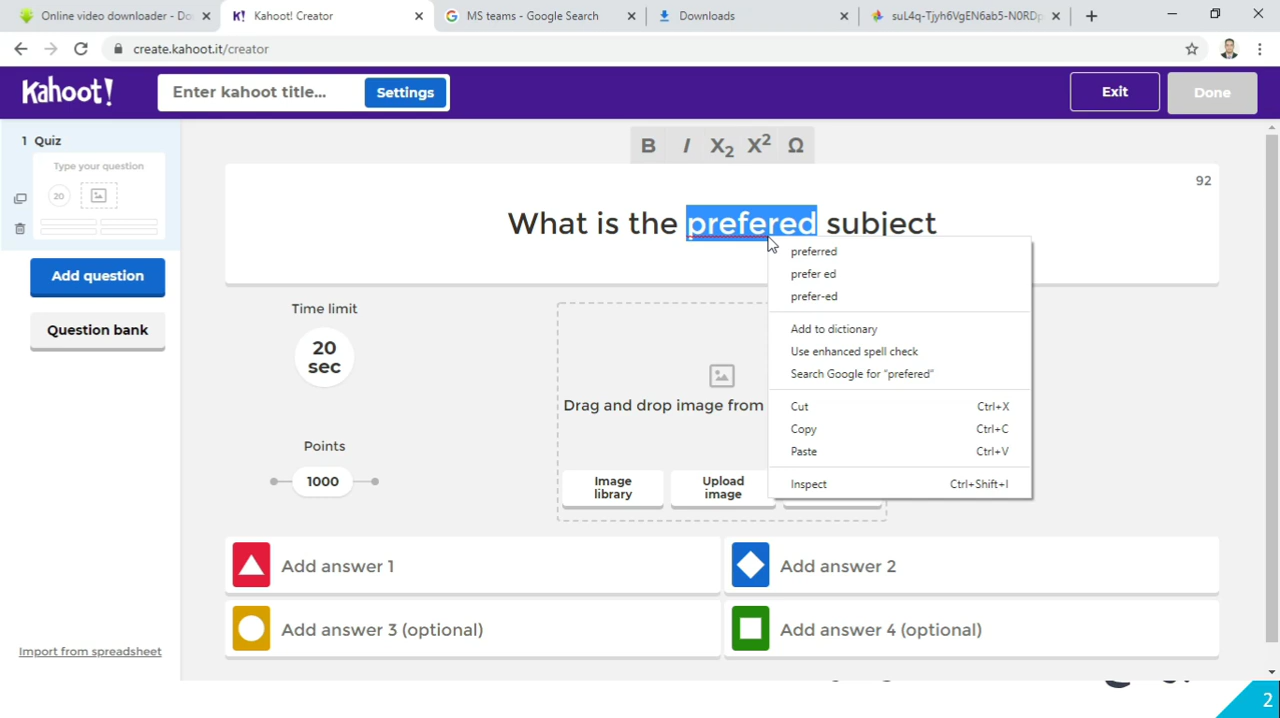 Online video downloader - Do
Kahoot! Creator
MS teams - Google Search
Downloads
suL4q-Tjyh6VgEN6ab5-N0RDp
create.kahoot.it/creator
Kahoot!
Enter kahoot title...
Settings
Exit
Done
1 Quiz
Type your question
20
B I X2 X2 Ω
92
What is the prefered subject
preferred
prefer ed
prefer-ed
Add to dictionary
Use enhanced spell check
Search Google for "prefered"
Cut Ctrl+X
Copy Ctrl+C
Paste Ctrl+V
Inspect Ctrl+Shift+I
Add question
Question bank
Time limit
20
sec
Points
1000
Drag and drop image from
Image
library
Upload
image
Add answer 1
Add answer 2
Add answer 3 (optional)
Add answer 4 (optional)
Import from spreadsheet
2